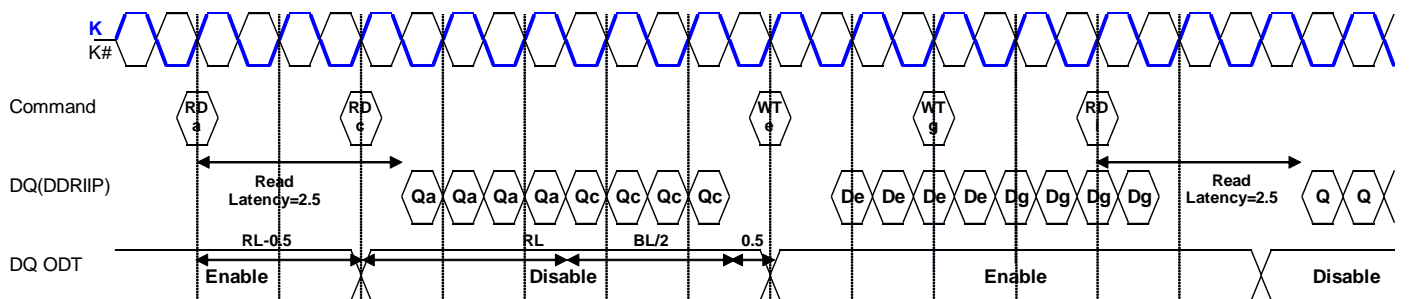 K
K#
Command
RD a
RD c
WT e
WT g
RD i
DQ(DDRIIP)
Read
Latency=2.5
Qa Qa Qa Qa Qc Qc Qc Qc
De De De De Dg Dg Dg Dg
Read
Latency=2.5
Q Q
DQ ODT
RL-0.5
RL
BL/2
0.5
Enable
Disable
Enable
Disable